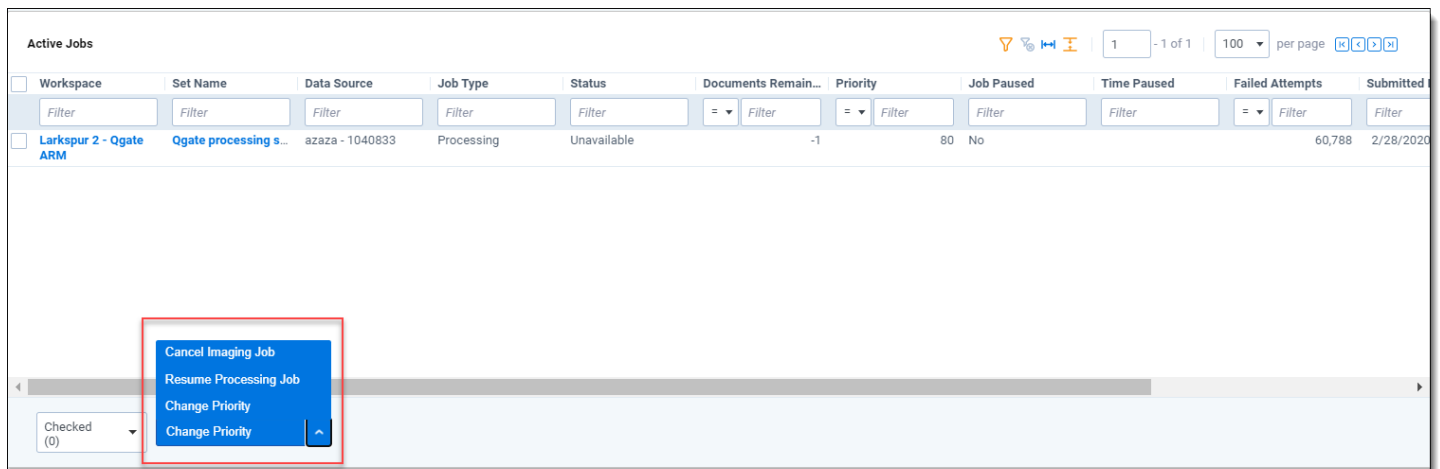 Active Jobs
1 - 1 of 1 100 per page
Workspace Set Name Data Source Job Type Status Documents Remain... Priority Job Paused Time Paused Failed Attempts Submitted
Filter Filter Filter Filter Filter = Filter = Filter Filter Filter = Filter Filter
Larkspur 2 - Qgate Qgate processing s... azaza - 1040833 Processing Unavailable -1 80 No 60,788 2/28/2020
ARM
Cancel Imaging Job
Resume Processing Job
Change Priority
Checked
(0)
Change Priority